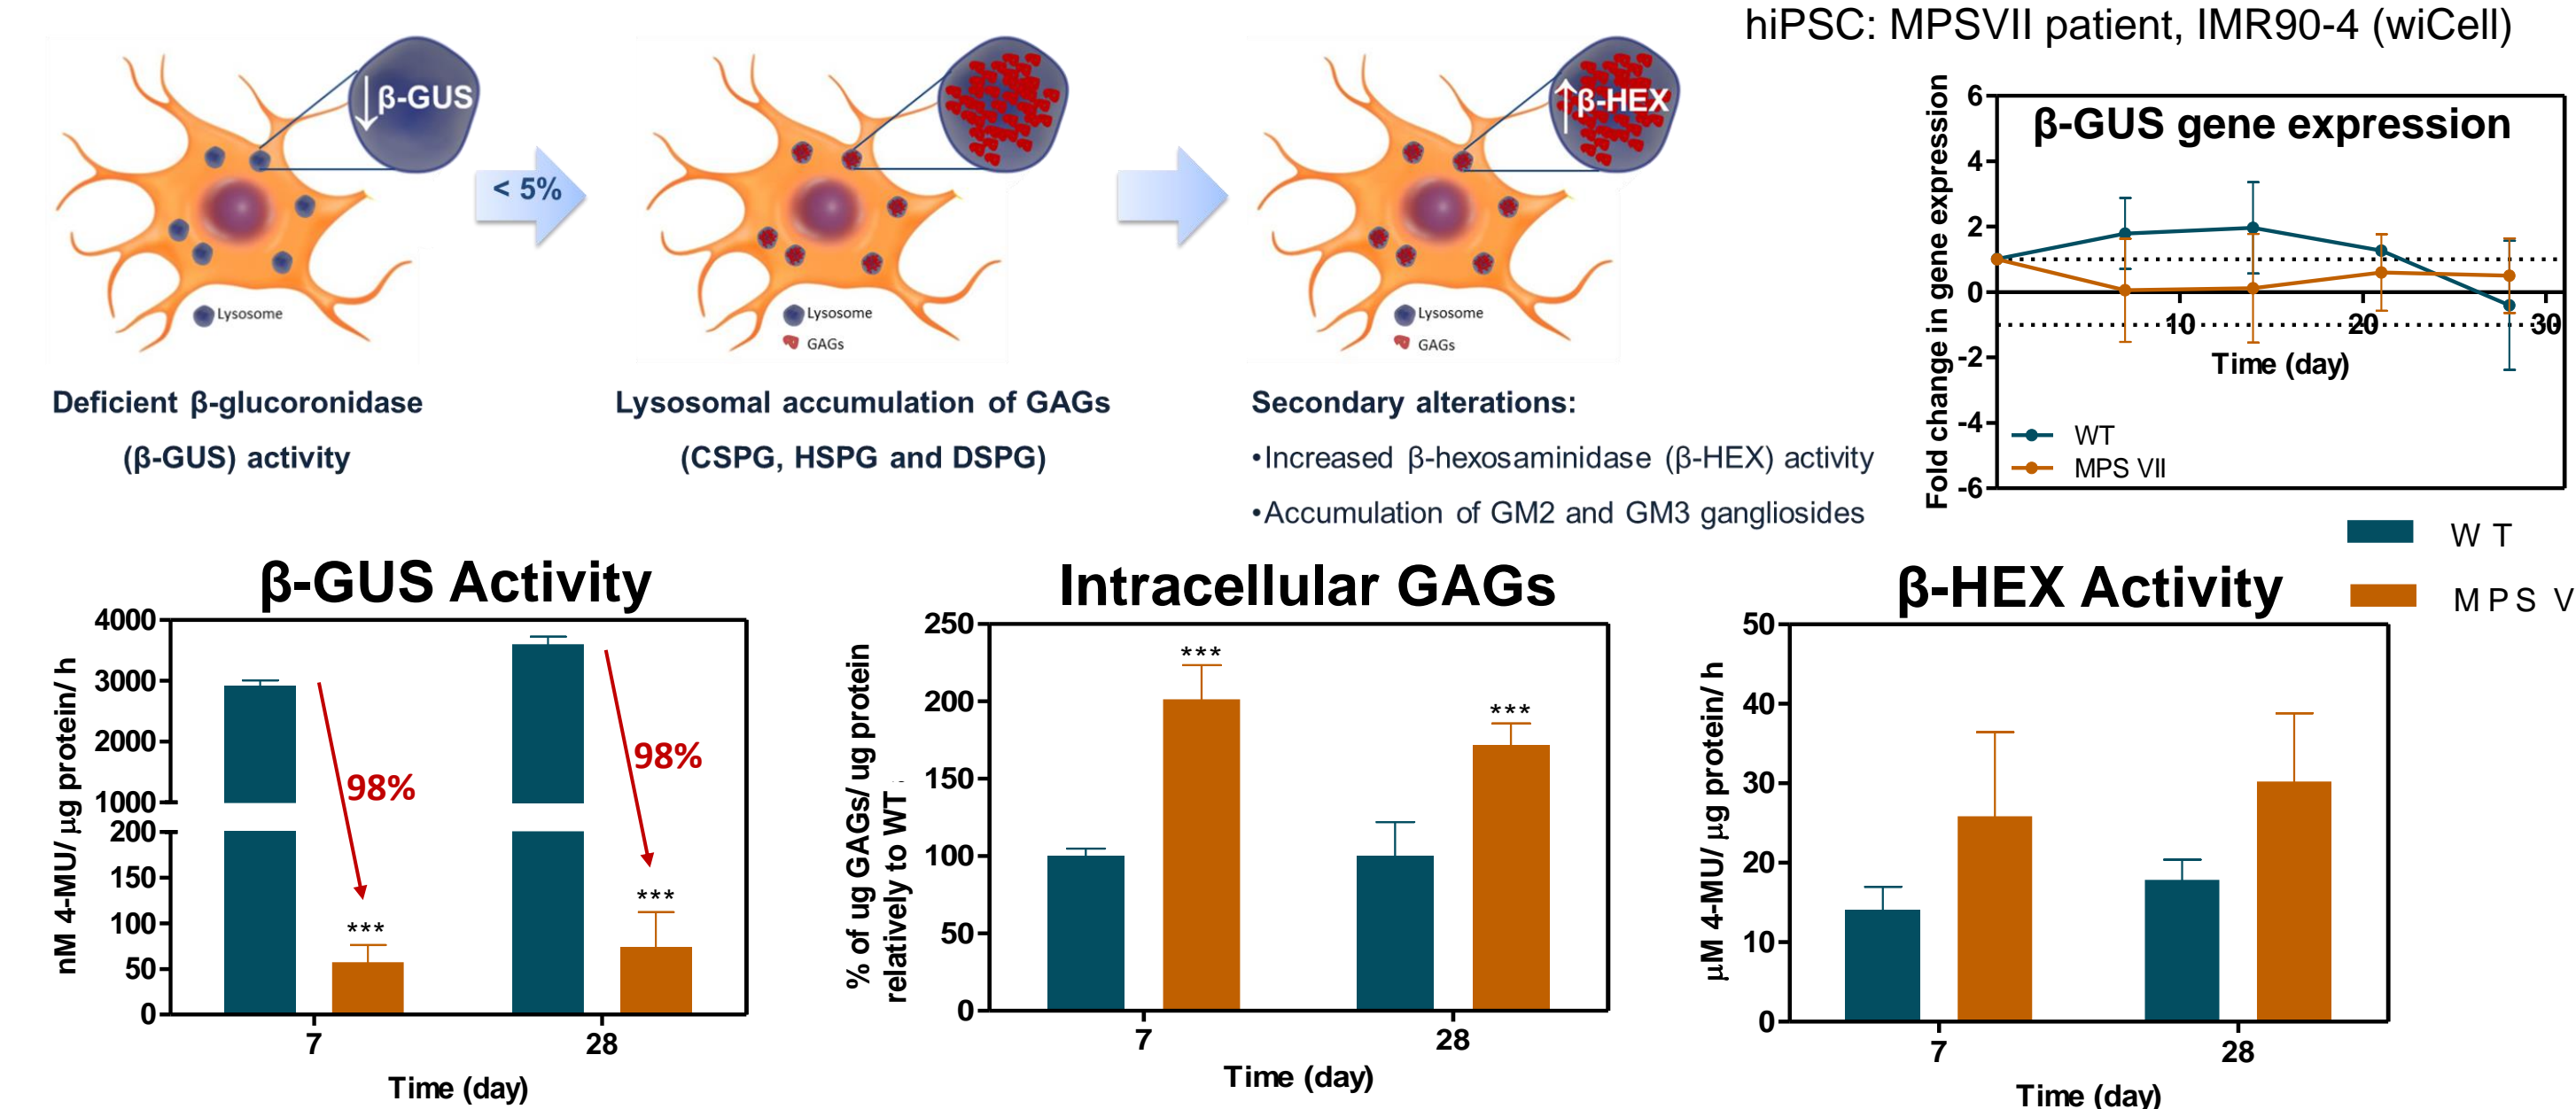 hiPSC: MPSVII patient, IMR90-4 (wiCell)
↓β-GUS
< 5%
↑β-HEX
Lysosome
Lysosome
GAGs
Lysosome
GAGs
Deficient β-glucoronidase
(β-GUS) activity
Lysosomal accumulation of GAGs
(CSPG, HSPG and DSPG)
Secondary alterations:
•Increased β-hexosaminidase (β-HEX) activity
•Accumulation of GM2 and GM3 gangliosides
β-GUS gene expression
Fold change in gene expression
6
4
2
0
-2
-4
-6
10
20
30
Time (day)
WT
MPS VII
WT
MPS V
β-GUS Activity
nM 4-MU/ μg protein/ h
4000
3000
2000
1000
200
150
100
50
0
98%
98%
***
***
7
28
Time (day)
Intracellular GAGs
% of ug GAGs/ ug protein
relatively to WT
250
200
150
100
50
0
***
***
7
28
Time (day)
β-HEX Activity
μM 4-MU/ μg protein/ h
50
40
30
20
10
0
7
28
Time (day)